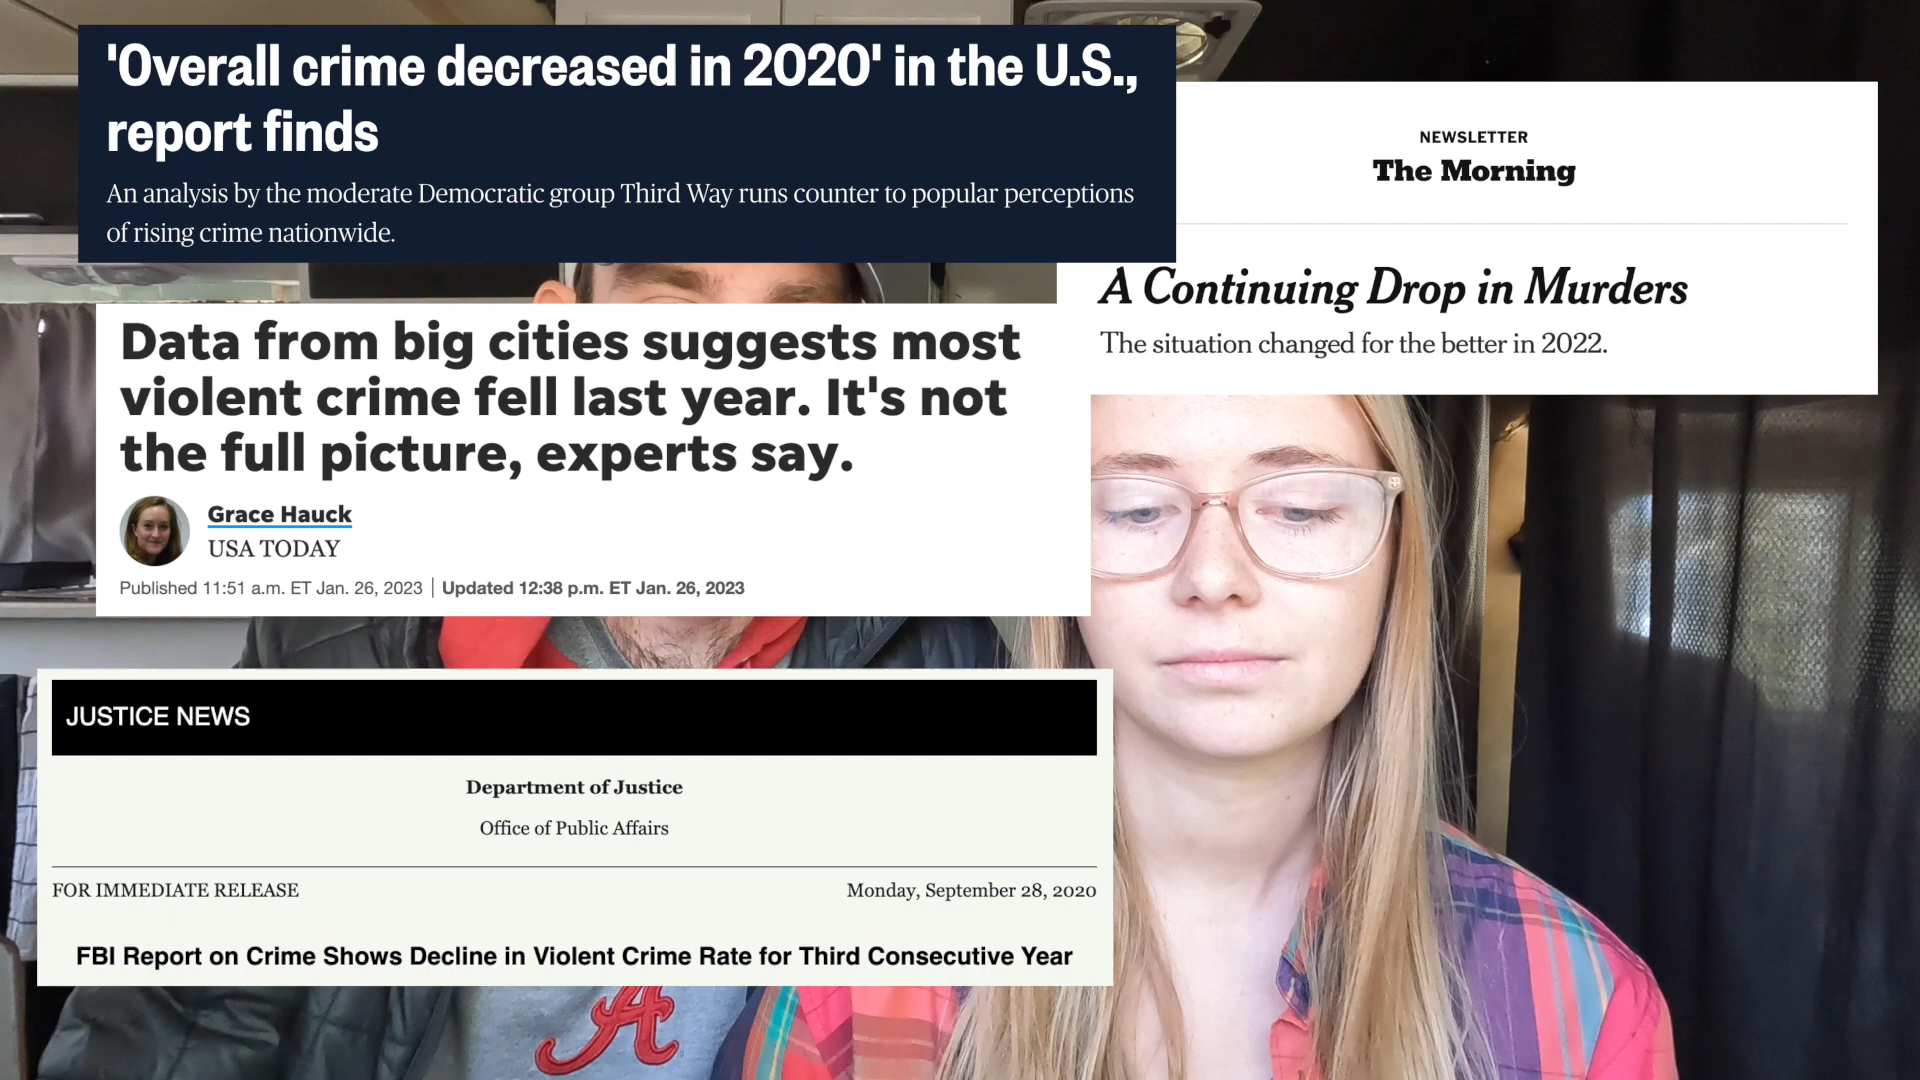 'Overall crime decreased in 2020' in the U.S.,
report finds
An analysis by the moderate Democratic group Third Way runs counter to popular perceptions
of rising crime nationwide.
NEWSLETTER
The Morning
A Continuing Drop in Murders
The situation changed for the better in 2022.
Data from big cities suggests most
violent crime fell last year. It's not
the full picture, experts say.
Grace Hauck
USA TODAY
Published 11:51 a.m. ET Jan. 26, 2023 | Updated 12:38 p.m. ET Jan. 26, 2023
JUSTICE NEWS
Department of Justice
Office of Public Affairs
FOR IMMEDIATE RELEASE Monday, September 28, 2020
FBI Report on Crime Shows Decline in Violent Crime Rate for Third Consecutive Year
A